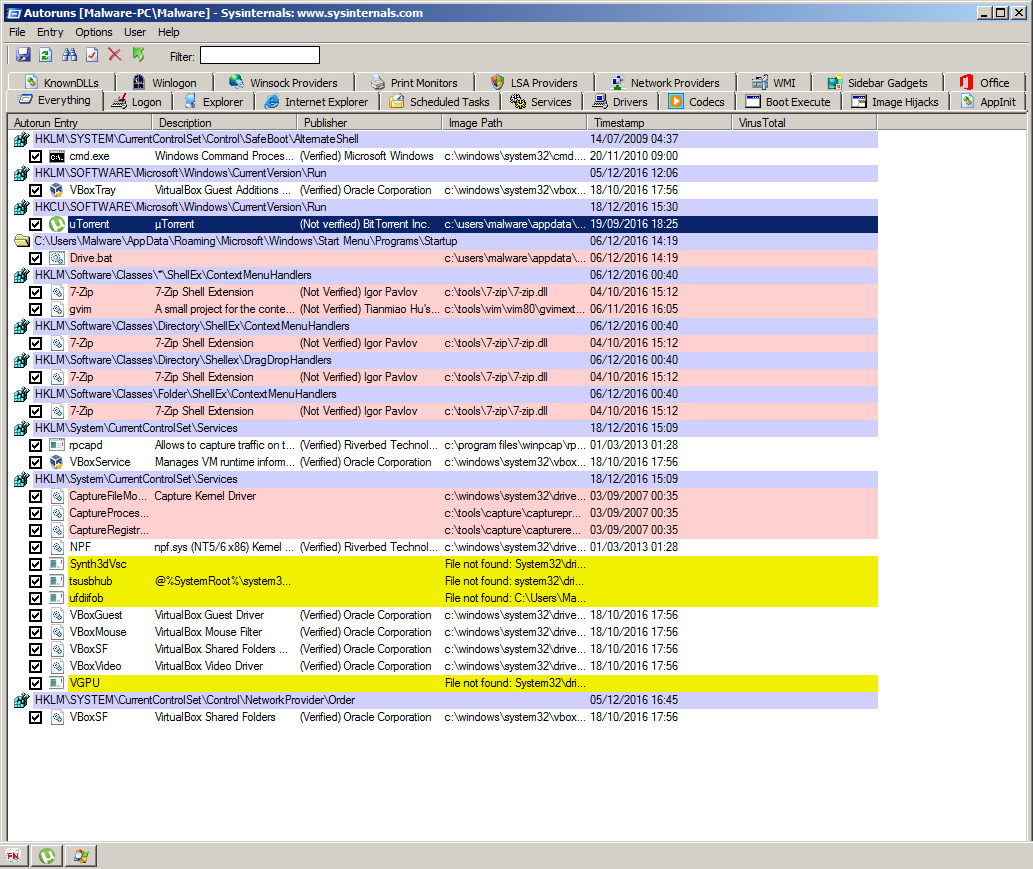 Autoruns [Malware-PC\Malware] - Sysinternals: www.sysinternals.com
File Entry Options User Help
Filter:
KnownDLLs Winlogon Winsock Providers Print Monitors LSA Providers Network Providers WMI Sidebar Gadgets Office
Everything Logon Explorer Internet Explorer Scheduled Tasks Services Drivers Codecs Boot Execute Image Hijacks AppInit
Autorun Entry Description Publisher Image Path Timestamp VirusTotal
HKLM\SYSTEM\CurrentControlSet\Control\SafeBoot\AlternateShell 14/07/2009 04:37
cmd.exe Windows Command Proces... (Verified) Microsoft Windows c:\windows\system32\cmd.... 20/11/2010 09:00
HKLM\SOFTWARE\Microsoft\Windows\CurrentVersion\Run 05/12/2016 12:06
VBoxTray VirtualBox Guest Additions ... (Verified) Oracle Corporation c:\windows\system32\vbox... 18/10/2016 17:56
HKCU\SOFTWARE\Microsoft\Windows\CurrentVersion\Run 18/12/2016 15:30
uTorrent µTorrent (Not verified) BitTorrent Inc. c:\users\malware\appdata\... 19/09/2016 18:25
C:\Users\Malware\AppData\Roaming\Microsoft\Windows\Start Menu\Programs\Startup 06/12/2016 14:19
Drive.bat c:\users\malware\appdata\... 06/12/2016 14:19
HKLM\Software\Classes\*\ShellEx\ContextMenuHandlers 06/12/2016 00:40
7-Zip 7-Zip Shell Extension (Not Verified) Igor Pavlov c:\tools\7-zip\7-zip.dll 04/10/2016 15:12
gvim A small project for the conte... (Not Verified) Tianmiao Hu's... c:\tools\vim\vim80\gvimext... 06/11/2016 16:05
HKLM\Software\Classes\Directory\ShellEx\ContextMenuHandlers 06/12/2016 00:40
7-Zip 7-Zip Shell Extension (Not Verified) Igor Pavlov c:\tools\7-zip\7-zip.dll 04/10/2016 15:12
HKLM\Software\Classes\Directory\Shellex\DragDropHandlers 06/12/2016 00:40
7-Zip 7-Zip Shell Extension (Not Verified) Igor Pavlov c:\tools\7-zip\7-zip.dll 04/10/2016 15:12
HKLM\Software\Classes\Folder\ShellEx\ContextMenuHandlers 06/12/2016 00:40
7-Zip 7-Zip Shell Extension (Not Verified) Igor Pavlov c:\tools\7-zip\7-zip.dll 04/10/2016 15:12
HKLM\System\CurrentControlSet\Services 18/12/2016 15:09
rpcapd Allows to capture traffic on t... (Verified) Riverbed Technol... c:\program files\winpcap\rp... 01/03/2013 01:28
VBoxService Manages VM runtime inform... (Verified) Oracle Corporation c:\windows\system32\vbox... 18/10/2016 17:56
HKLM\System\CurrentControlSet\Services 18/12/2016 15:09
CaptureFileMo... Capture Kernel Driver c:\windows\system32\drive... 03/09/2007 00:35
CaptureProces... c:\tools\capture\capturepr... 03/09/2007 00:35
CaptureRegistr... c:\tools\capture\capturere... 03/09/2007 00:35
NPF npf.sys (NT5/6 x86) Kernel ... (Verified) Riverbed Technol... c:\windows\system32\drive... 01/03/2013 01:28
Synth3dVsc File not found: System32\dri...
tsusbhub @%SystemRoot%\system3... File not found: system32\dri...
ufdiifob File not found: C:\Users\Ma...
VBoxGuest VirtualBox Guest Driver (Verified) Oracle Corporation c:\windows\system32\drive... 18/10/2016 17:56
VBoxMouse VirtualBox Mouse Filter (Verified) Oracle Corporation c:\windows\system32\drive... 18/10/2016 17:56
VBoxSF VirtualBox Shared Folders ... (Verified) Oracle Corporation c:\windows\system32\drive... 18/10/2016 17:56
VBoxVideo VirtualBox Video Driver (Verified) Oracle Corporation c:\windows\system32\drive... 18/10/2016 17:56
VGPU File not found: System32\dri...
HKLM\SYSTEM\CurrentControlSet\Control\NetworkProvider\Order 05/12/2016 16:45
VBoxSF VirtualBox Shared Folders (Verified) Oracle Corporation c:\windows\system32\vbox... 18/10/2016 17:56
FN